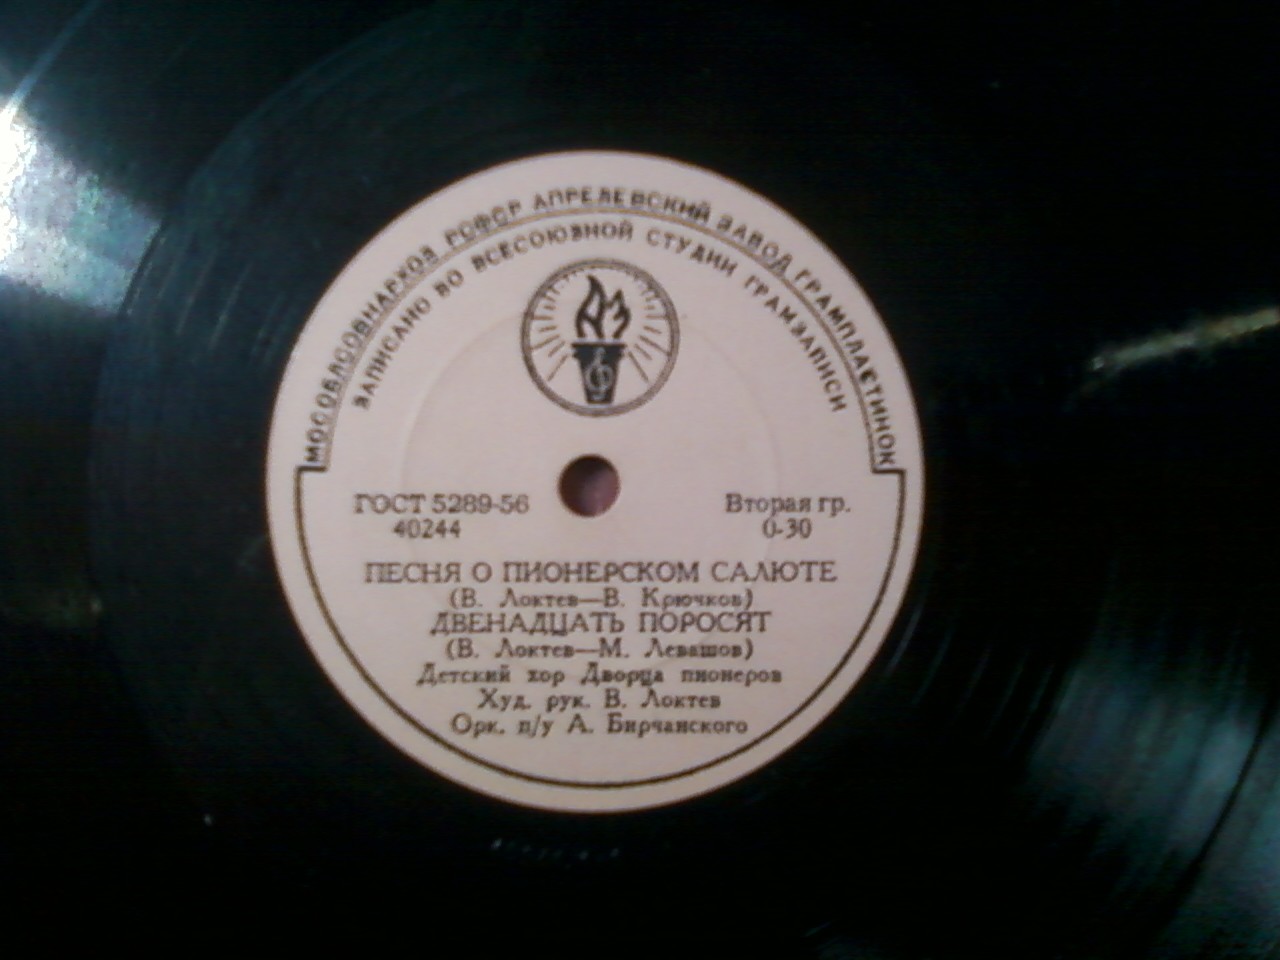 МОСОБЛСОВНАРХОЗ РСФСР АПРЕЛЕВСКИЙ ЗАВОД ГРАМПЛАСТИНОК
ЗАПИСАНО ВО ВСЕСОЮЗНОЙ СТУДИИ ГРАМЗАПИСИ
АЗ
ГОСТ 5289-56 Вторая гр.
40244 0-30
ПЕСНЯ О ПИОНЕРСКОМ САЛЮТЕ
(В. Локтев—В. Крючков)
ДВЕНАДЦАТЬ ПОРОСЯТ
(В. Локтев—М. Левашов)
Детский хор Дворца пионеров
Худ. рук. В. Локтев
Орк. п/у А. Бирчанского